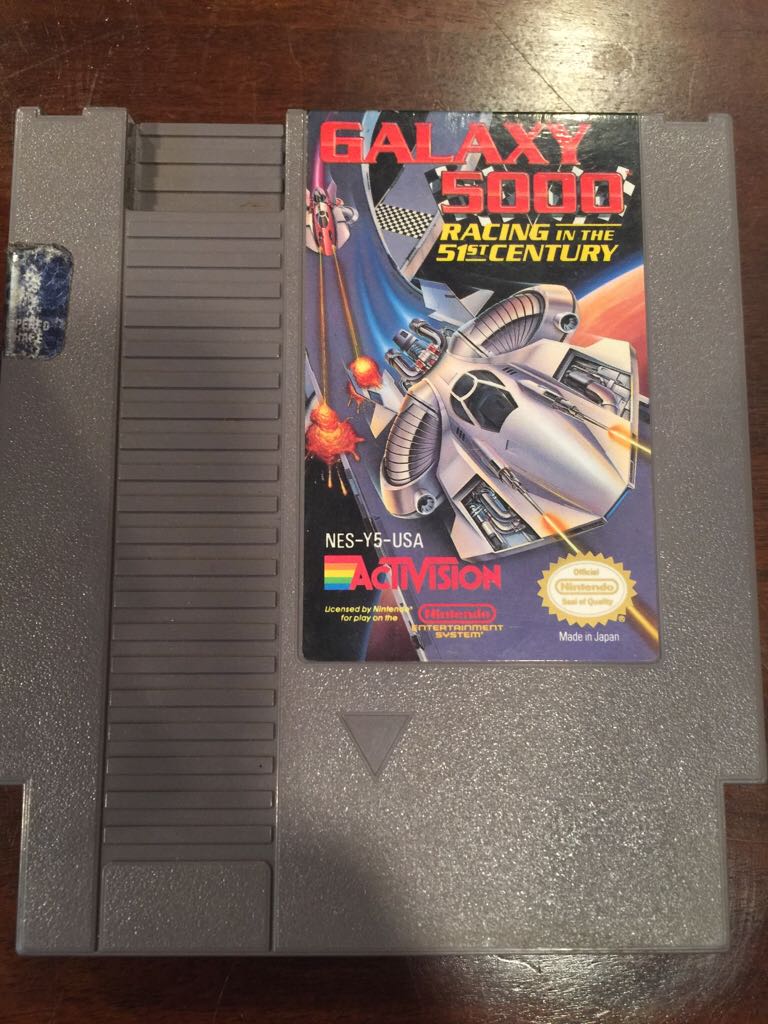 GALAXY
5000™
RACING IN THE
51ST CENTURY
NES-Y5-USA
ACTIVISION
Licensed by Nintendo®
for play on the
Nintendo
ENTERTAINMENT
SYSTEM®
Official
Nintendo
Seal of Quality
®
Made in Japan